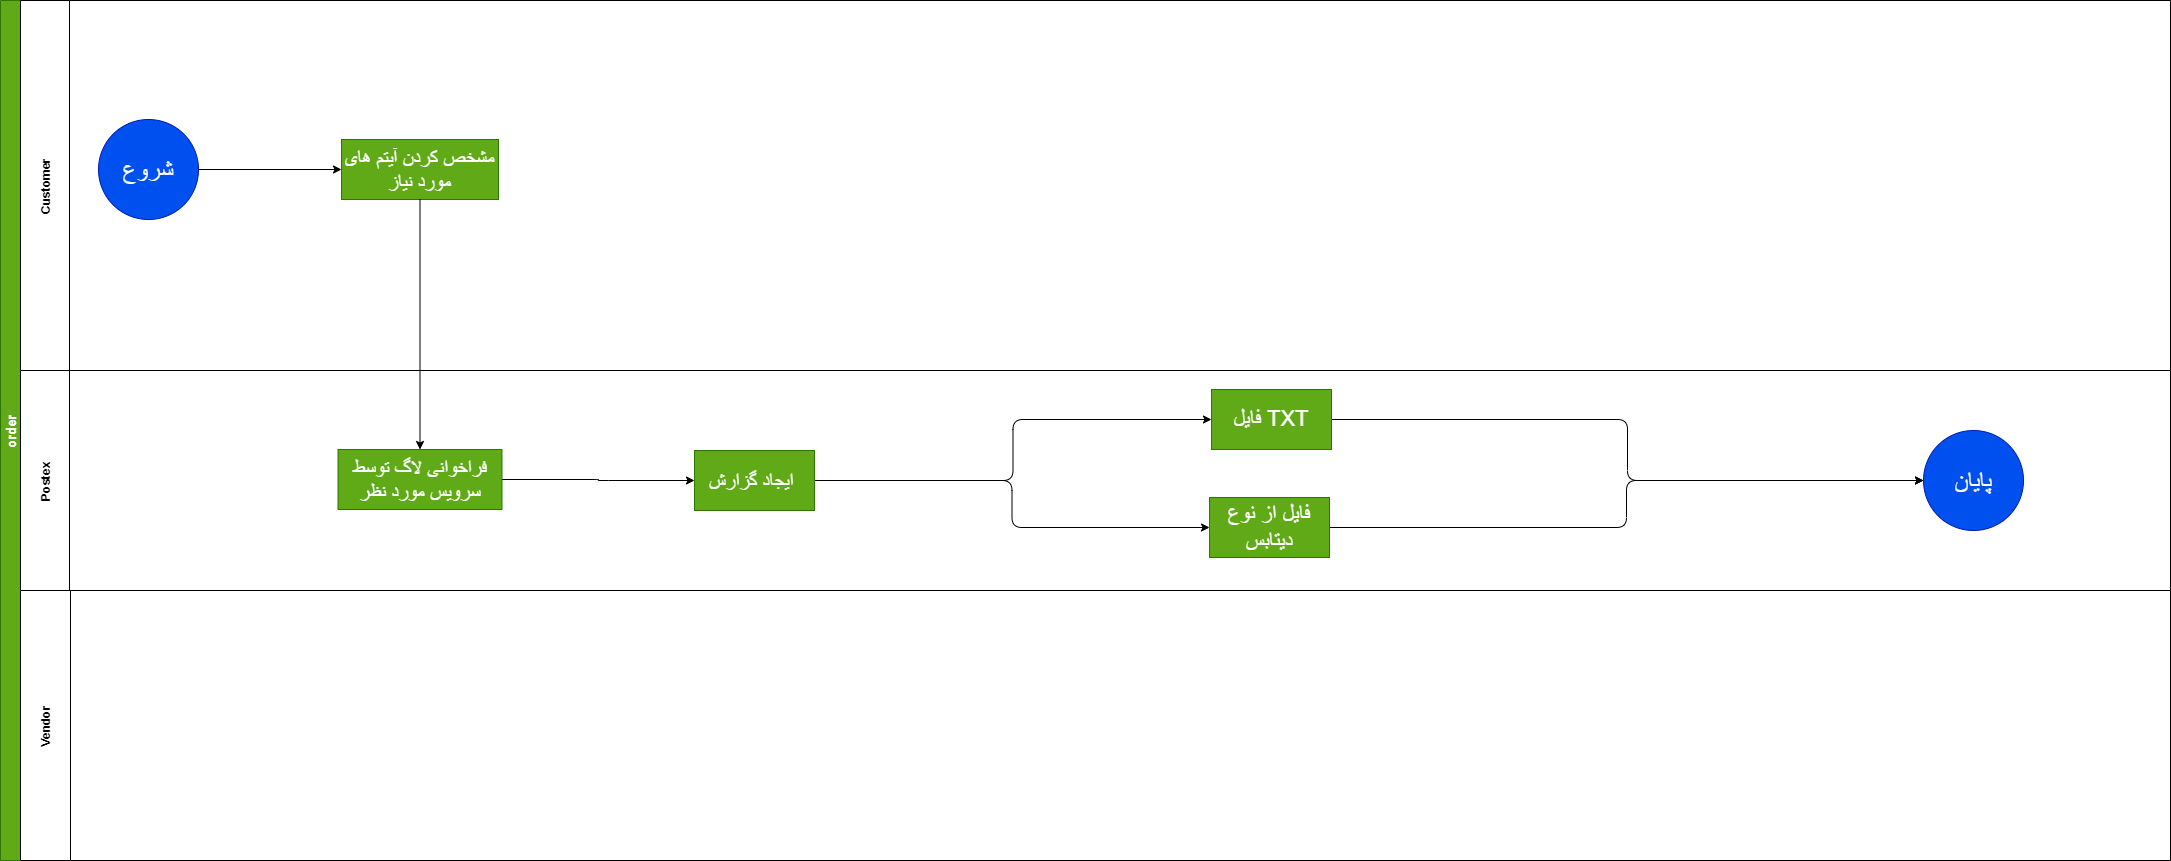 order
Customer
شروع
مشخص کردن آیتم های
مورد نیاز
Postex
فراخوانی لاگ توسط
سرویس مورد نظر
ایجاد گزارش
فایل TXT
فایل از نوع
دیتابس
پایان
Vendor